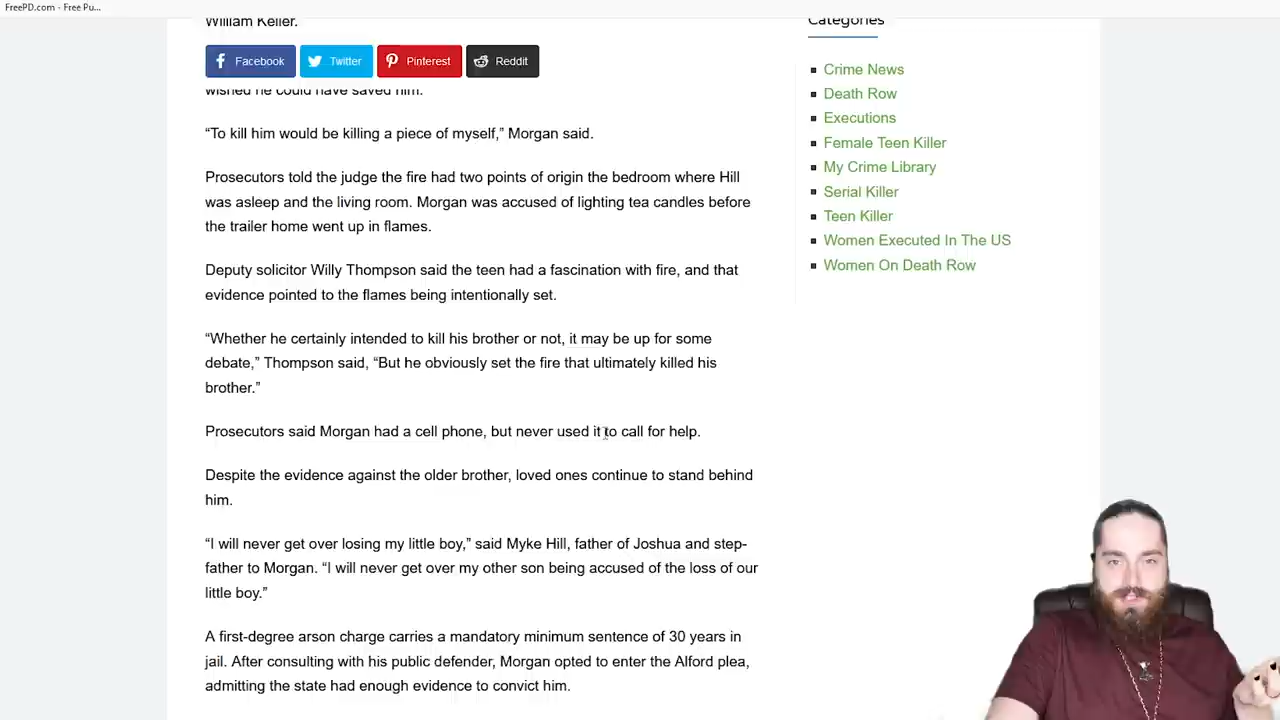 FreePD.com - Free Pu...
William Keller.
Facebook
Twitter
Pinterest
Reddit
wished he could have saved him.
“To kill him would be killing a piece of myself,” Morgan said.
Prosecutors told the judge the fire had two points of origin the bedroom where Hill
was asleep and the living room. Morgan was accused of lighting tea candles before
the trailer home went up in flames.
Deputy solicitor Willy Thompson said the teen had a fascination with fire, and that
evidence pointed to the flames being intentionally set.
“Whether he certainly intended to kill his brother or not, it may be up for some
debate,” Thompson said, “But he obviously set the fire that ultimately killed his
brother.”
Prosecutors said Morgan had a cell phone, but never used it to call for help.
Despite the evidence against the older brother, loved ones continue to stand behind
him.
“I will never get over losing my little boy,” said Myke Hill, father of Joshua and step-
father to Morgan. “I will never get over my other son being accused of the loss of our
little boy.”
A first-degree arson charge carries a mandatory minimum sentence of 30 years in
jail. After consulting with his public defender, Morgan opted to enter the Alford plea,
admitting the state had enough evidence to convict him.
Categories
Crime News
Death Row
Executions
Female Teen Killer
My Crime Library
Serial Killer
Teen Killer
Women Executed In The US
Women On Death Row